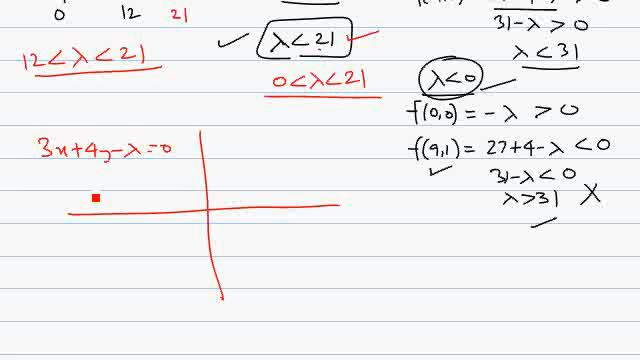 0 12 21
12 < λ < 21
λ < 21
0 < λ < 21
31 - λ > 0
λ < 31
λ < 0
f(0,0) = -λ > 0
f(9,1) = 27+4-λ < 0
31-λ < 0
λ > 31 X
3x+4y-λ=0